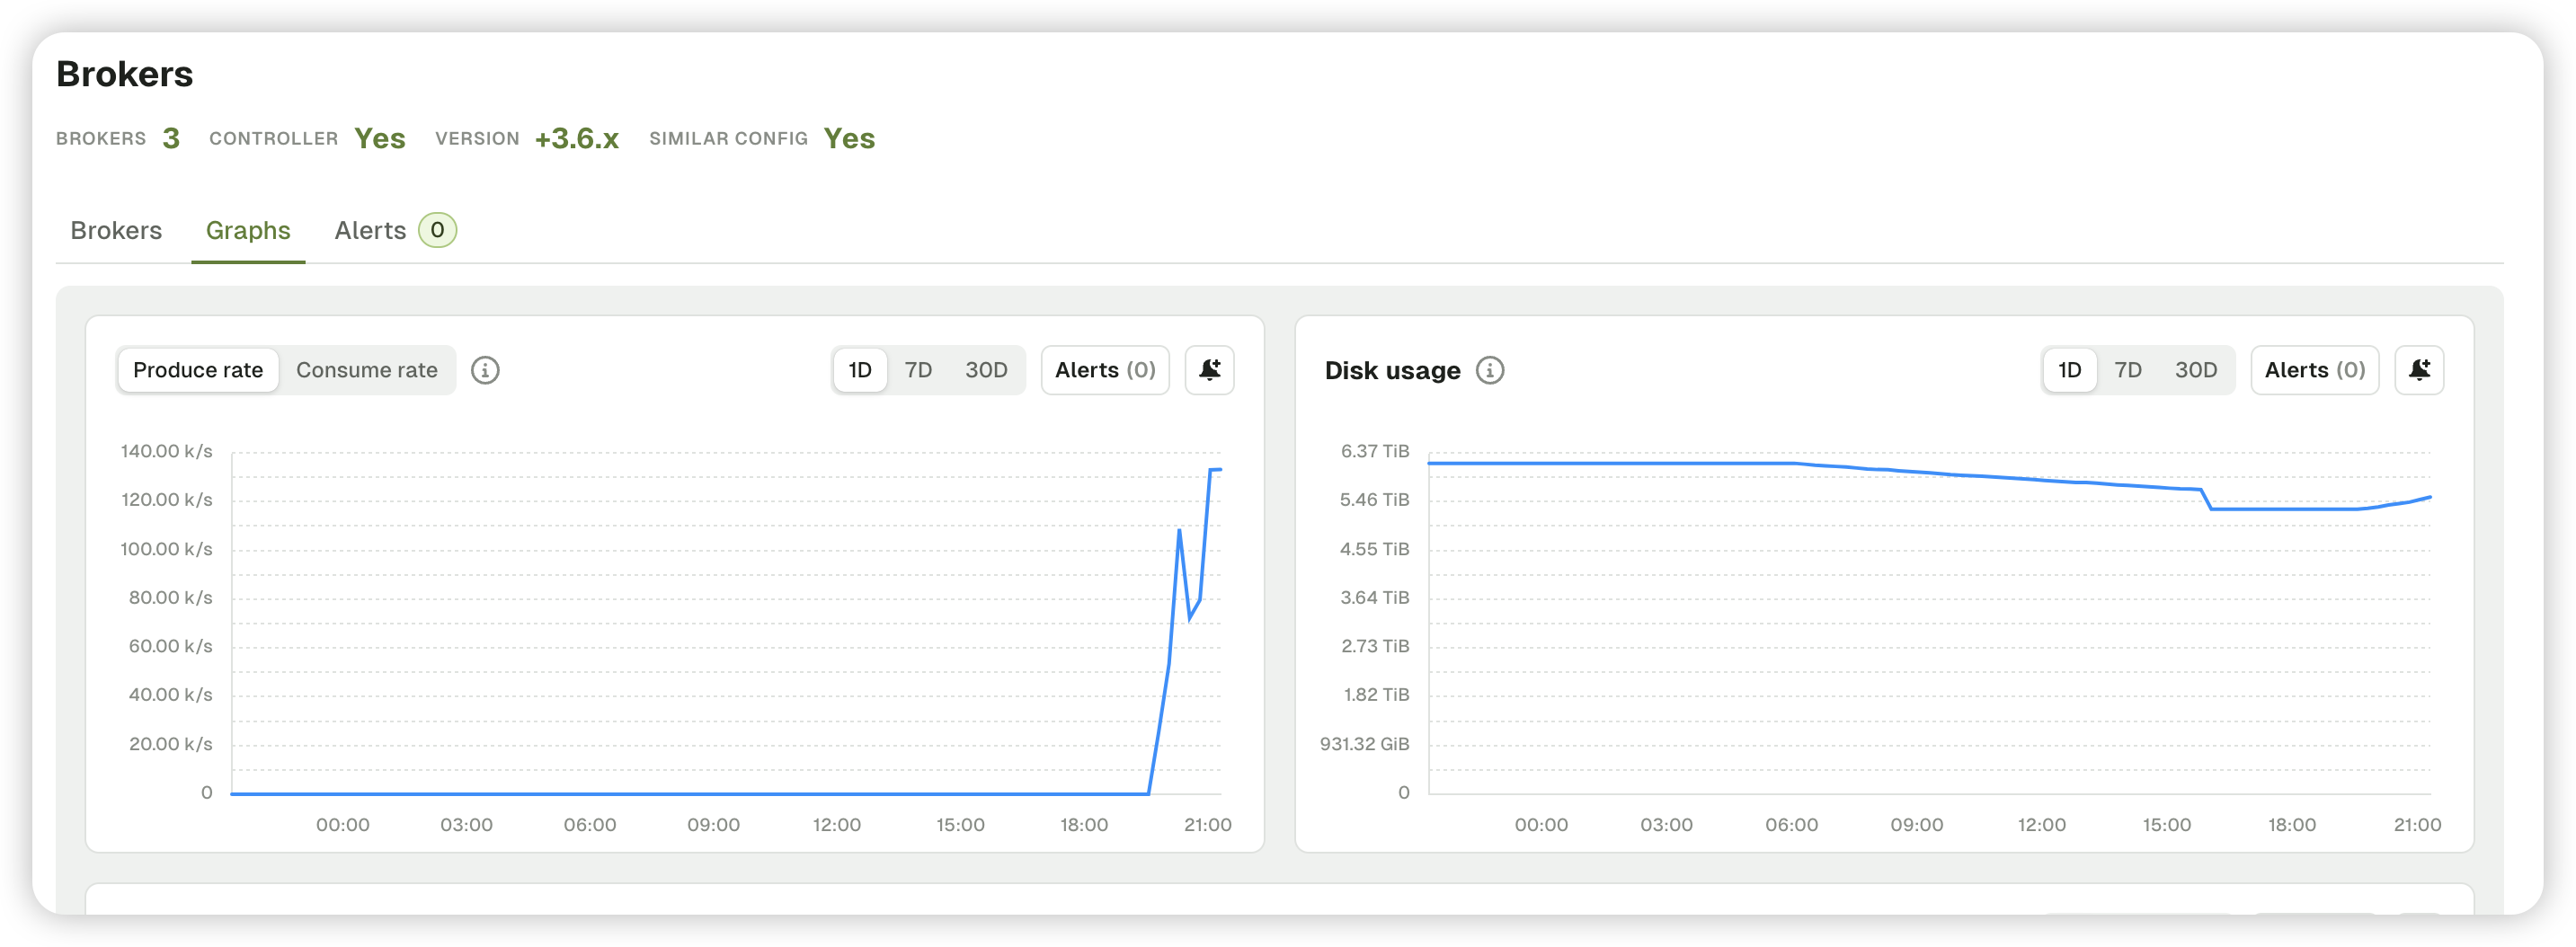 Brokers
BROKERS 3 CONTROLLER Yes VERSION +3.6.x SIMILAR CONFIG Yes
Brokers Graphs Alerts 0
Produce rate Consume rate 1D 7D 30D Alerts (0)
140.00 k/s
120.00 k/s
100.00 k/s
80.00 k/s
60.00 k/s
40.00 k/s
20.00 k/s
0
00:00 03:00 06:00 09:00 12:00 15:00 18:00 21:00
Disk usage 1D 7D 30D Alerts (0)
6.37 TiB
5.46 TiB
4.55 TiB
3.64 TiB
2.73 TiB
1.82 TiB
931.32 GiB
0
00:00 03:00 06:00 09:00 12:00 15:00 18:00 21:00